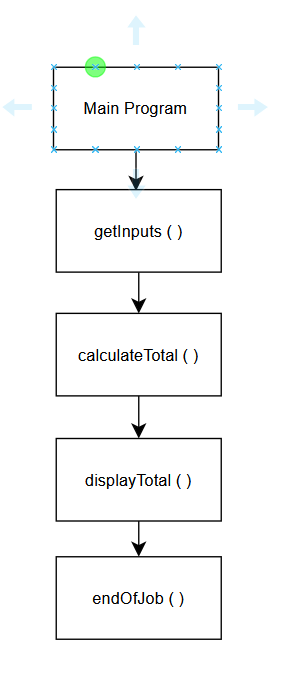 Main Program
getInputs ( )
calculateTotal ( )
displayTotal ( )
endOfJob ( )